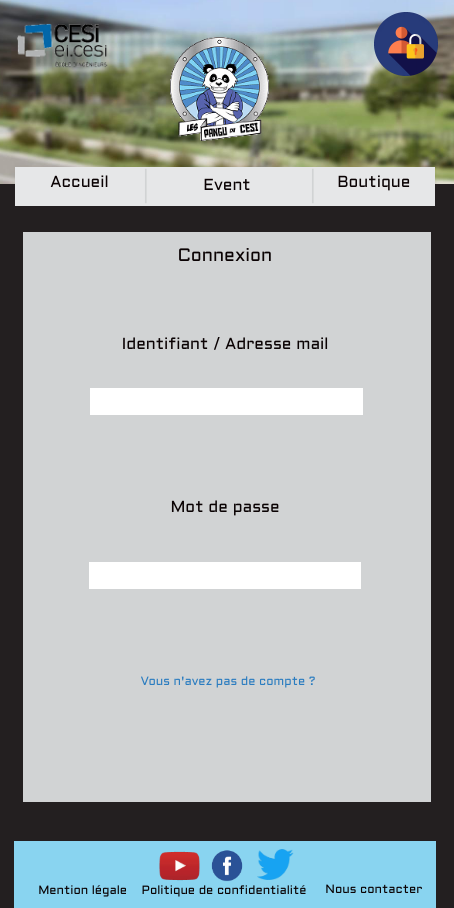 CESI
ei.cesi
ÉCOLE D'INGÉNIEURS
LES PANGU DU CESI
Accueil Event Boutique
Connexion
Identifiant / Adresse mail
Mot de passe
Vous n'avez pas de compte ?
Mention légale Politique de confidentialité Nous contacter